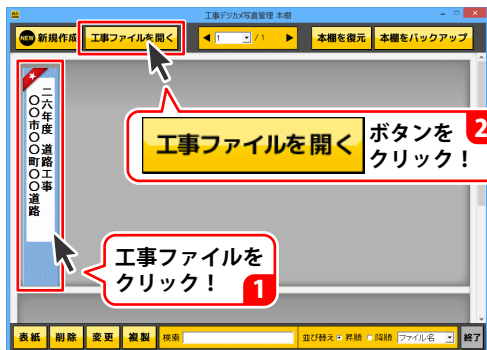 工事デジカメ写真管理 本棚
NEW 新規作成 工事ファイルを開く ◀ 1 / 1 ▶ 本棚を復元 本棚をバックアップ
二六年度 道路工事
〇〇市〇〇町〇〇道路
工事ファイルを開く ボタンを
クリック！
2
工事ファイルを
クリック！
1
表紙 削除 変更 複製 検索 並び替え 昇順 降順 ファイル名 終了